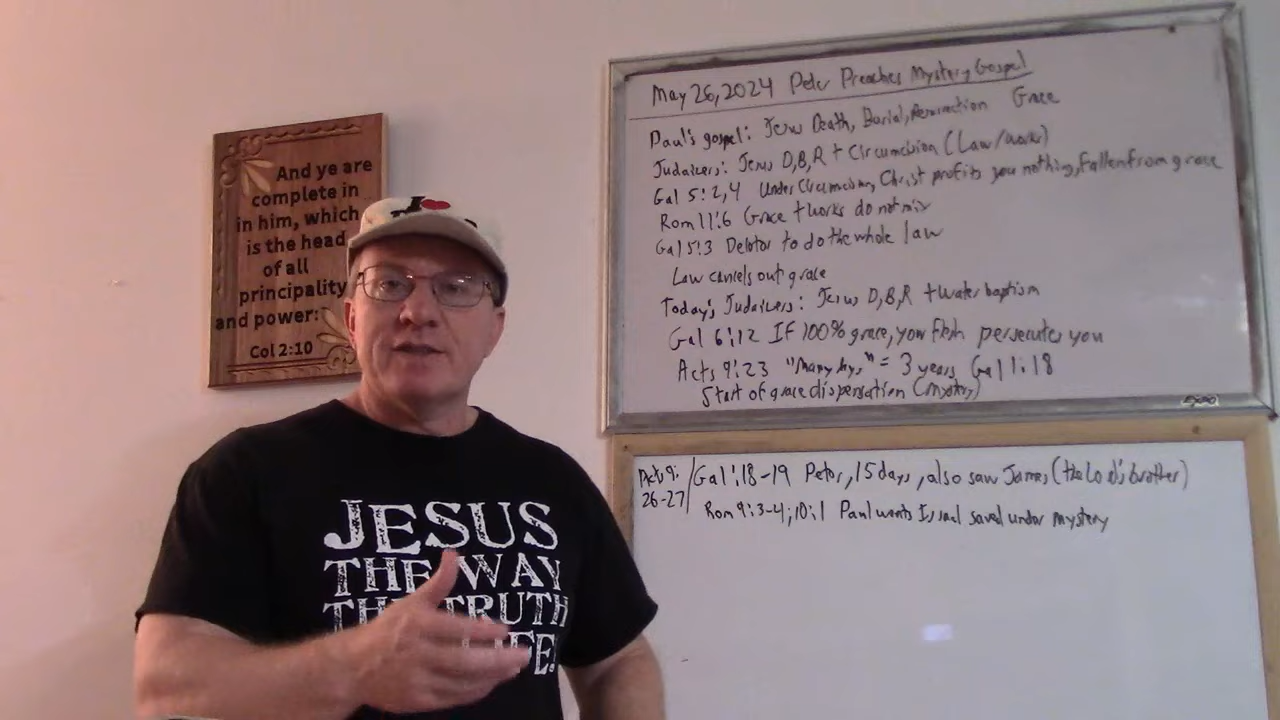 And ye are
complete in
in him, which
is the head
of all
principality
and power:
Col 2:10
JESUS
THE WAY
THE TRUTH
LIFE!
May 26, 2024 Peter Preaches Mystery Gospel
Paul's gospel: Jesus Death, Burial, Resurrection Grace
Judaizers: Jesus D, B, R + Circumcision (Law/works)
Gal 5:2,4 Under Circumcision, Christ profits you nothing, Fallen from grace
Rom 11:6 Grace + works do not mix
Gal 5:3 Debtor to do the whole law
Law cancels out grace
Today's Judaizers: Jesus D, B, R + water baptism
Gal 6:12 If 100% grace, your flesh persecutes you
Acts 9:23 "Many days" = 3 years Gal 1:18
Start of grace dispensation (mystery)
Acts 9:
26-27
Gal 1:18-19 Peter, 15 days, also saw James (the Lord's brother)
Rom 9:3-4; 10:1 Paul wants Israel saved under mystery